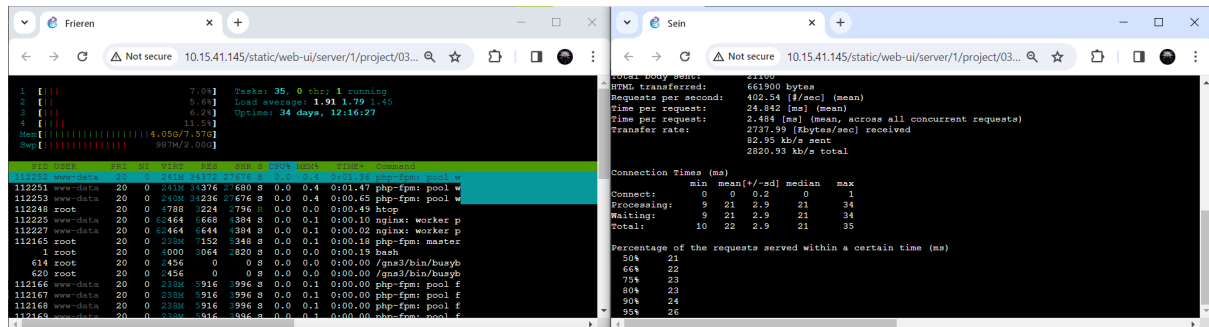 Frieren
Not secure 10.15.41.145/static/web-ui/server/1/project/03...
1 [||| 7.0%] Tasks: 35, 0 thr; 1 running
2 [|| 5.6%] Load average: 1.91 1.79 1.45
3 [||| 6.2%] Uptime: 34 days, 12:16:27
4 [|||| 11.5%]
Mem[||||||||||||||||||||4.05G/7.57G]
Swp[|||||||||||||||| 987M/2.00G]
PID USER PRI NI VIRT RES SHR S CPU% MEM% TIME+ Command
112252 www-data 20 0 241M 34372 27676 S 0.0 0.4 0:01.36 php-fpm: pool w
112251 www-data 20 0 241M 34376 27680 S 0.0 0.4 0:01.47 php-fpm: pool w
112253 www-data 20 0 240M 34236 27676 S 0.0 0.4 0:00.65 php-fpm: pool w
112248 root 20 0 4788 3224 2796 R 0.0 0.0 0:00.49 htop
112225 www-data 20 0 62464 6668 4384 S 0.0 0.1 0:00.10 nginx: worker p
112227 www-data 20 0 62464 6644 4384 S 0.0 0.1 0:00.02 nginx: worker p
112165 root 20 0 238M 7152 5348 S 0.0 0.1 0:00.18 php-fpm: master
1 root 20 0 4000 3064 2820 S 0.0 0.0 0:00.19 bash
614 root 20 0 2456 0 0 S 0.0 0.0 0:00.00 /gns3/bin/busyb
620 root 20 0 2456 0 0 S 0.0 0.0 0:00.00 /gns3/bin/busyb
112166 www-data 20 0 238M 5916 3996 S 0.0 0.1 0:00.00 php-fpm: pool f
112167 www-data 20 0 238M 5916 3996 S 0.0 0.1 0:00.00 php-fpm: pool f
112168 www-data 20 0 238M 5916 3996 S 0.0 0.1 0:00.00 php-fpm: pool f
112169 www-data 20 0 238M 5916 3996 S 0.0 0.1 0:00.00 php-fpm: pool f
Sein
Not secure 10.15.41.145/static/web-ui/server/1/project/03...
Total body sent: 21100
HTML transferred: 661900 bytes
Requests per second: 402.54 [#/sec] (mean)
Time per request: 24.842 [ms] (mean)
Time per request: 2.484 [ms] (mean, across all concurrent requests)
Transfer rate: 2737.99 [Kbytes/sec] received
82.95 kb/s sent
2820.93 kb/s total
Connection Times (ms)
min mean[+/-sd] median max
Connect: 0 0 0.2 0 1
Processing: 9 21 2.9 21 34
Waiting: 9 21 2.9 21 34
Total: 10 22 2.9 21 35
Percentage of the requests served within a certain time (ms)
50% 21
66% 22
75% 23
80% 23
90% 24
95% 26